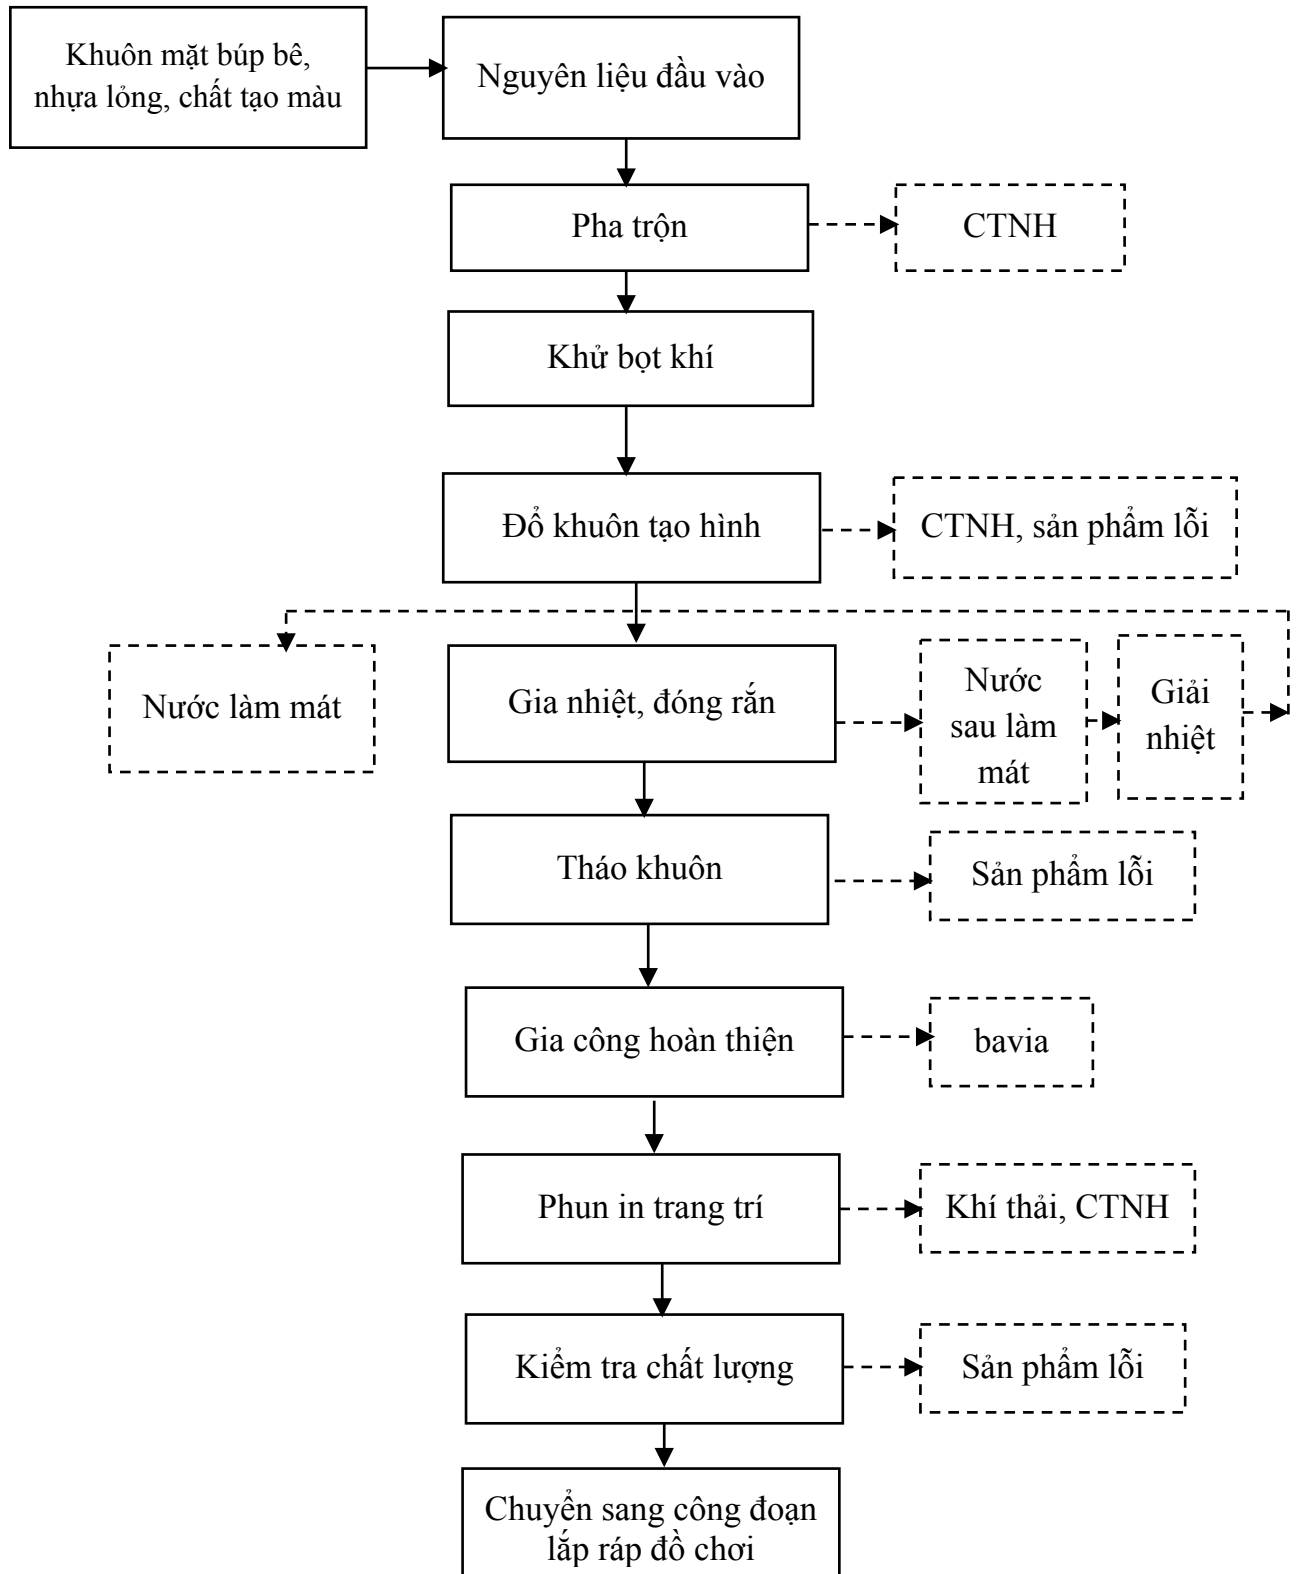 Khuôn mặt búp bê,
nhựa lỏng, chất tạo màu
Nguyên liệu đầu vào
Pha trộn
CTNH
Khử bọt khí
Đổ khuôn tạo hình
CTNH, sản phẩm lỗi
Nước làm mát
Gia nhiệt, đóng rắn
Nước
sau làm
mát
Giải
nhiệt
Tháo khuôn
Sản phẩm lỗi
Gia công hoàn thiện
bavia
Phun in trang trí
Khí thải, CTNH
Kiểm tra chất lượng
Sản phẩm lỗi
Chuyển sang công đoạn
lắp ráp đồ chơi